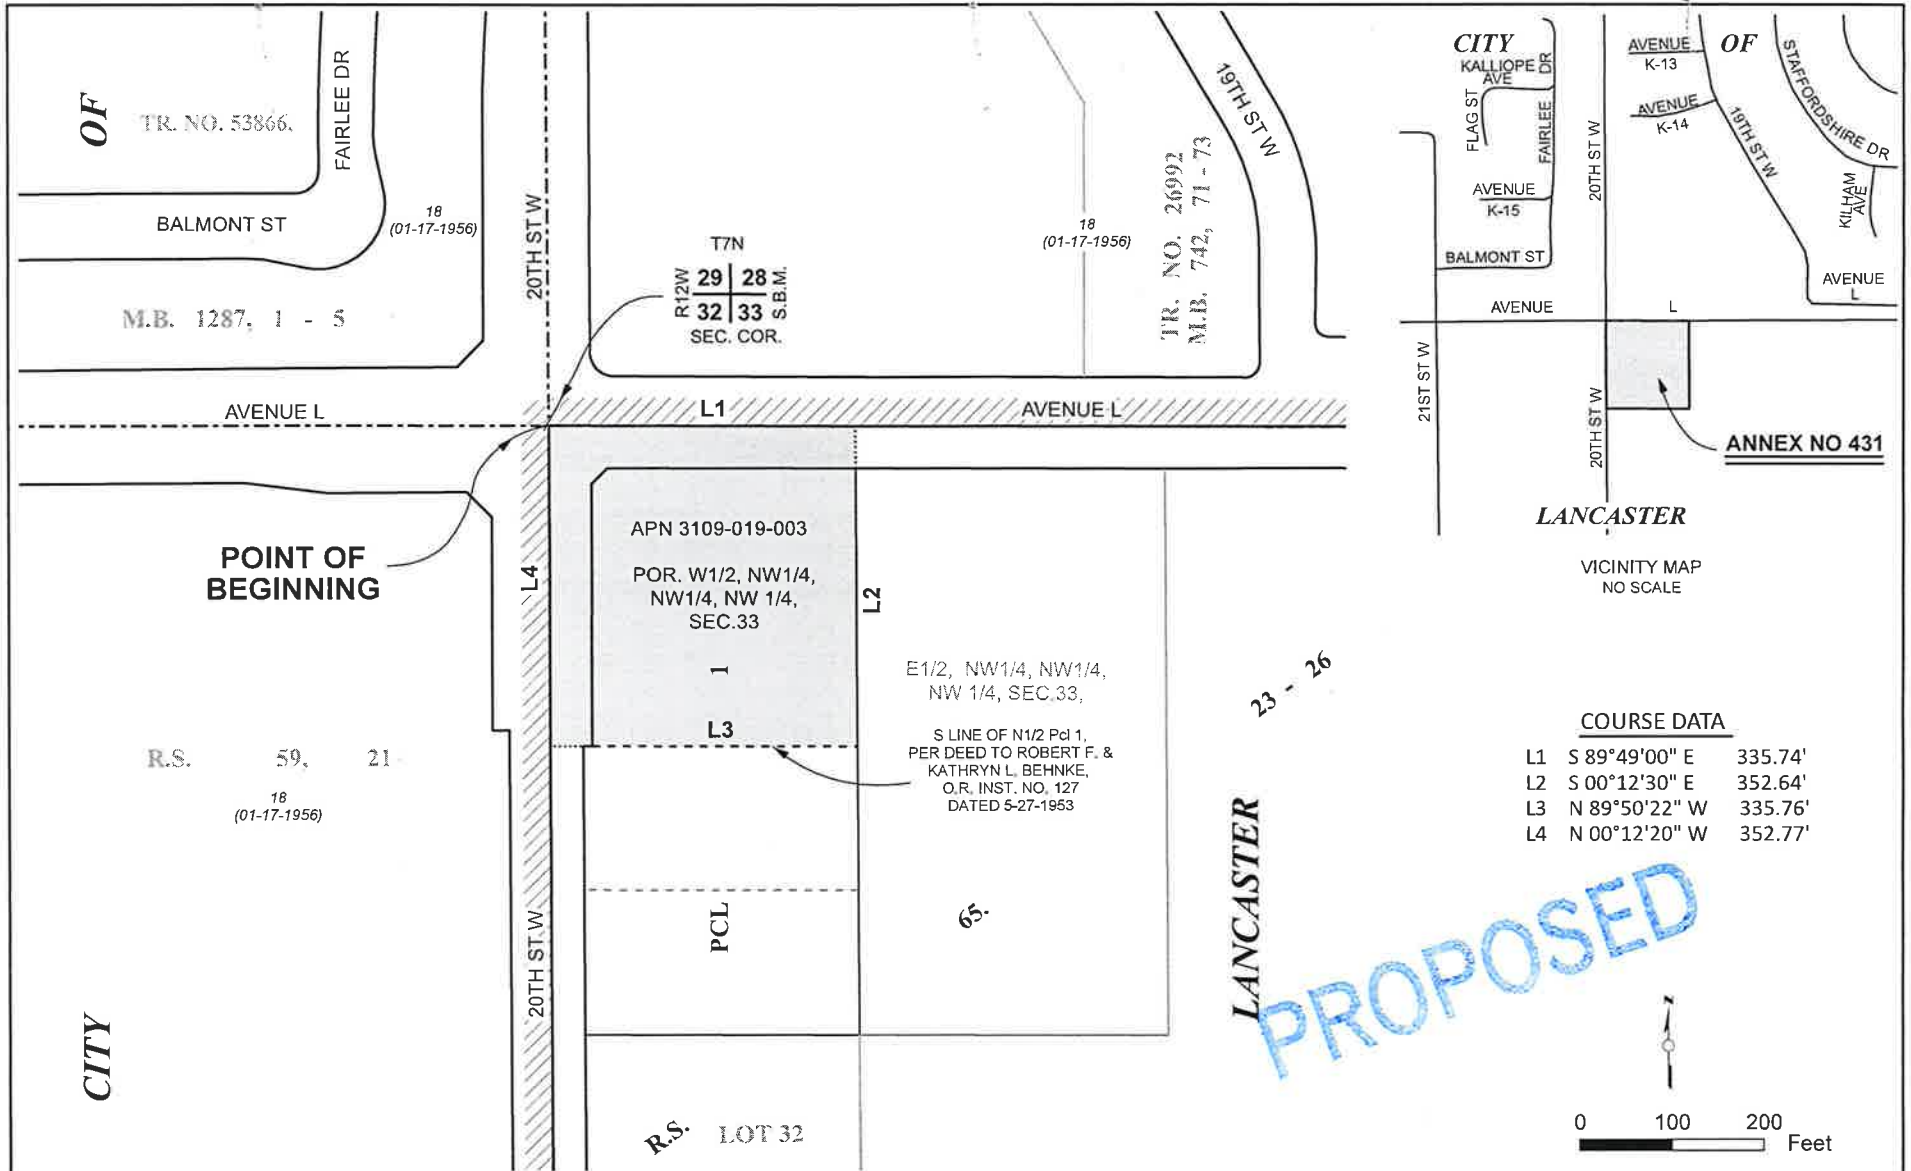 OF
TR. NO. 53866,
FAIRLEE DR
BALMONT ST
18
(01-17-1956)
M.B. 1287, 1 - 5
20TH ST W
T7N
R12W
29 28
32 33
S.B.M.
SEC. COR.
18
(01-17-1956)
TR. NO. 26992
M.B. 742, 71 - 73
19TH ST W
AVENUE L
L1
AVENUE L
POINT OF
BEGINNING
L4
APN 3109-019-003
POR. W1/2, NW1/4,
NW1/4, NW 1/4,
SEC.33
1
L2
L3
E1/2, NW1/4, NW1/4,
NW 1/4, SEC.33,
S LINE OF N1/2 Pcl 1,
PER DEED TO ROBERT F. &
KATHRYN L. BEHNKE,
O.R. INST. NO. 127
DATED 5-27-1953
23 - 26
R.S. 59, 21
18
(01-17-1956)
20TH ST W
PCL
65.
LANCASTER
CITY
R.S. LOT 32
CITY
OF
KALLIOPE
AVE
FLAG ST
FAIRLEE DR
AVENUE
K-15
BALMONT ST
20TH ST W
AVENUE
K-13
AVENUE
K-14
19TH ST W
STAFFORDSHIRE DR
KILHAM
AVE
AVENUE
L
AVENUE L
21ST ST W
20TH ST W
ANNEX NO 431
LANCASTER
VICINITY MAP
NO SCALE
COURSE DATA
L1 S 89°49'00" E 335.74'
L2 S 00°12'30" E 352.64'
L3 N 89°50'22" W 335.76'
L4 N 00°12'20" W 352.77'
PROPOSED
N
0 100 200
Feet